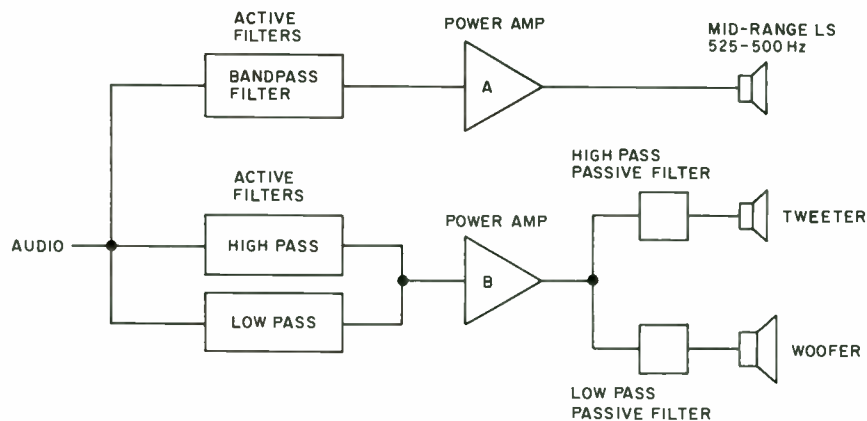 ACTIVE
FILTERS
BANDPASS
FILTER
POWER AMP
A
MID-RANGE LS
525-500 Hz
ACTIVE
FILTERS
AUDIO
HIGH PASS
LOW PASS
POWER AMP
B
HIGH PASS
PASSIVE FILTER
TWEETER
WOOFER
LOW PASS
PASSIVE FILTER